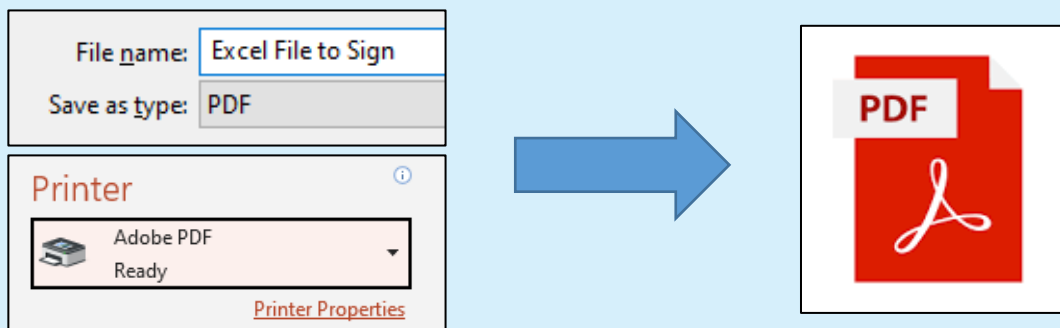 File name: Excel File to Sign
Save as type: PDF
Printer
Adobe PDF
Ready
Printer Properties
PDF